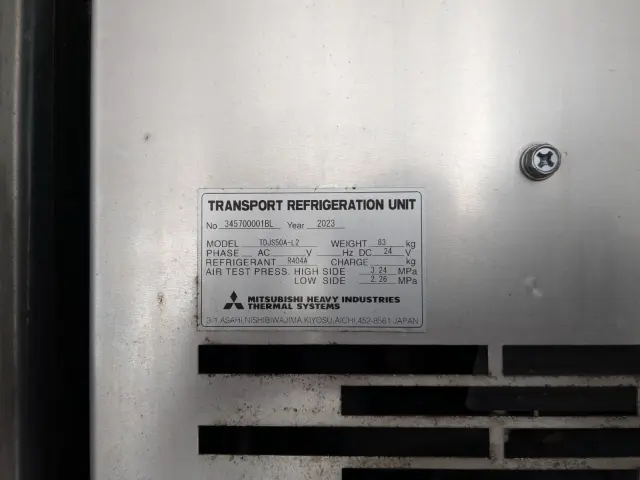 TRANSPORT REFRIGERATION UNIT
No 345700001BL Year 2023
MODEL TDJS50A-L2 WEIGHT 83 kg
PHASE AC V Hz DC 24 V
REFRIGERANT R404A CHARGE kg
AIR TEST PRESS. HIGH SIDE 3.24 MPa
LOW SIDE 2.26 MPa
MITSUBISHI HEAVY INDUSTRIES
THERMAL SYSTEMS
3-1,ASAHI,NISHIBIWAJIMA,KIYOSU,AICHI,452-8561,JAPAN